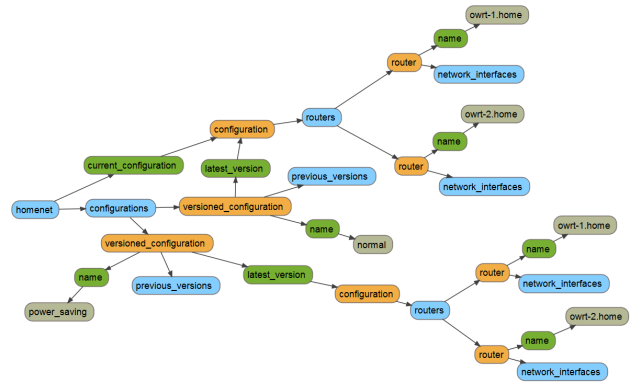 owrt-1.home
name
router
network_interfaces
owrt-2.home
configuration
routers
name
router
current_configuration
latest_version
previous_versions
network_interfaces
homenet
configurations
versioned_configuration
name
normal
owrt-1.home
versioned_configuration
name
latest_version
router
name
previous_versions
network_interfaces
configuration
power_saving
routers
owrt-2.home
name
router
network_interfaces